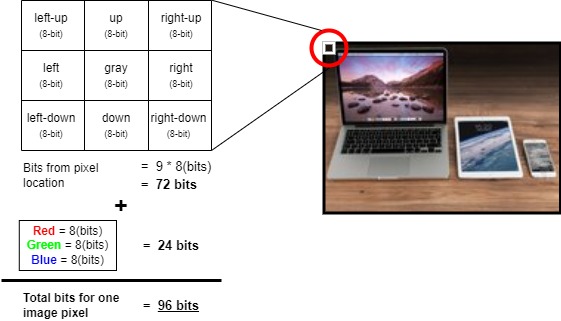 left-up up right-up
(8-bit) (8-bit) (8-bit)
left gray right
(8-bit) (8-bit) (8-bit)
left-down down right-down
(8-bit) (8-bit) (8-bit)
Bits from pixel = 9 * 8(bits)
location = 72 bits
+
Red = 8(bits)
Green = 8(bits) = 24 bits
Blue = 8(bits)
Total bits for one = 96 bits
image pixel